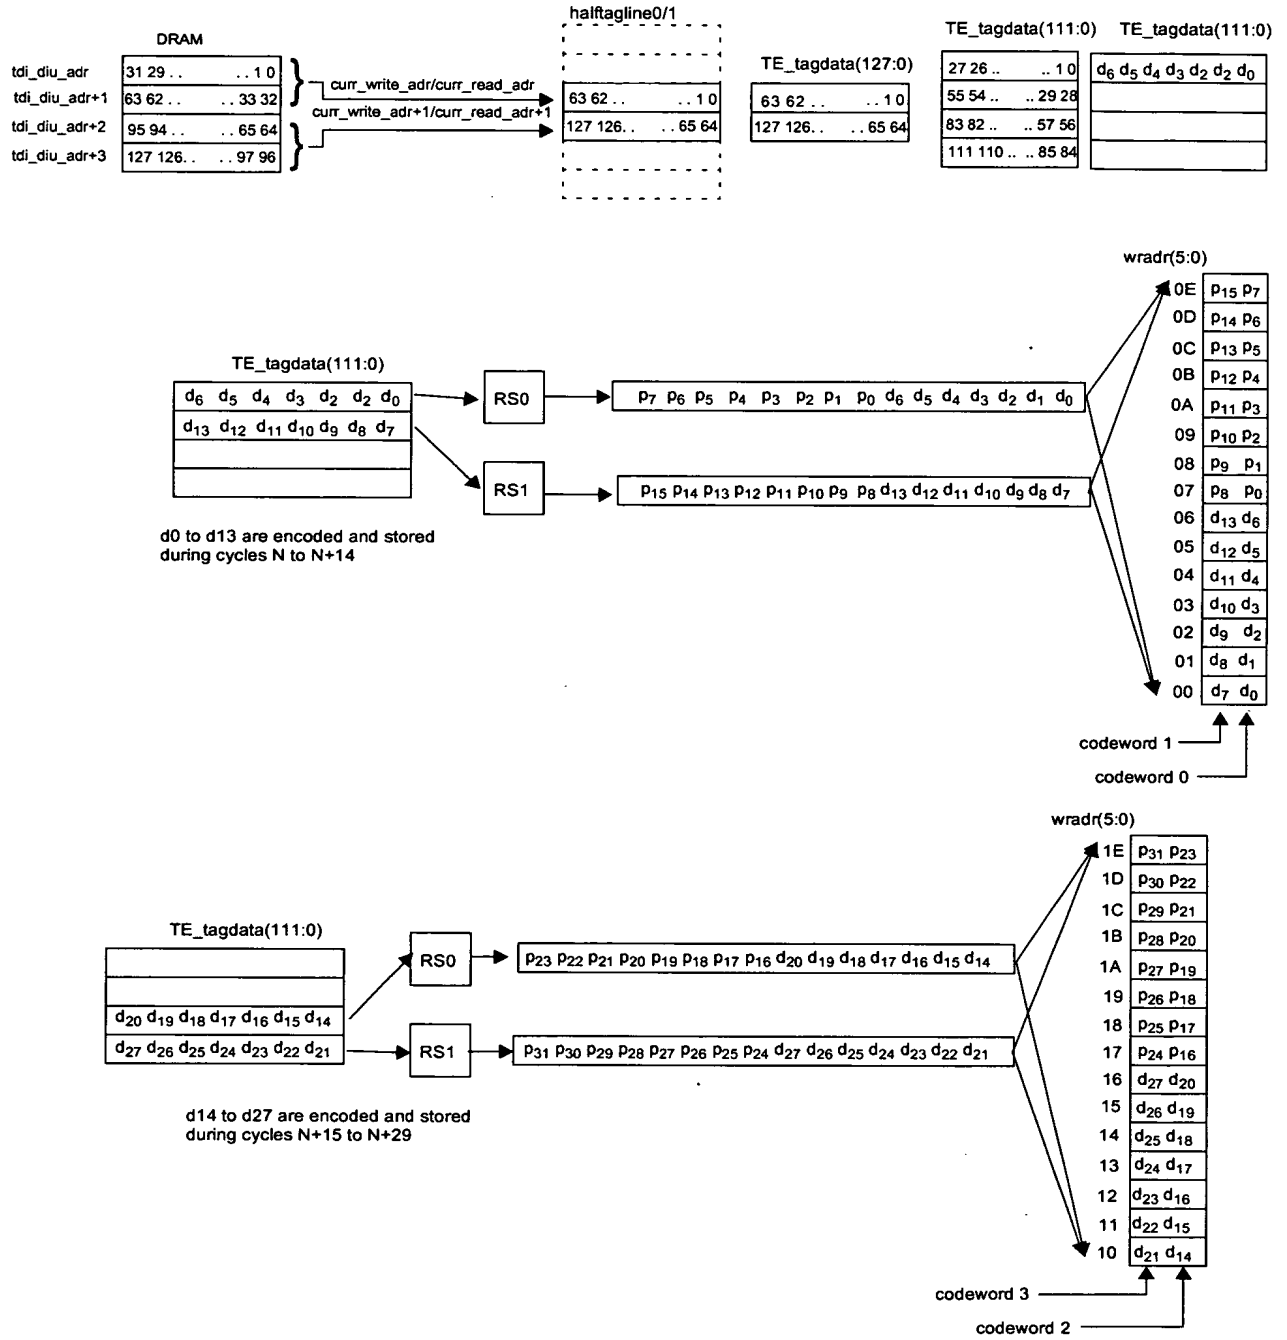 halftagline0/1
DRAM
TE_tagdata(111:0) TE_tagdata(111:0)
TE_tagdata(127:0)
tdi_diu_adr 31 29 . . . . 1 0
curr_write_adr/curr_read_adr
27 26 . . . . 1 0
d6 d5 d4 d3 d2 d2 d0
tdi_diu_adr+1 63 62 . . . . 33 32
63 62 . . . . 1 0
63 62 . . . . 1 0
55 54 . . . . 29 28
curr_write_adr+1/curr_read_adr+1
tdi_diu_adr+2 95 94 . . . . 65 64
127 126. . . . 65 64
127 126. . . . 65 64
83 82 . . . . 57 56
tdi_diu_adr+3 127 126. . . . 97 96
111 110 . . . . 85 84
wradr(5:0)
0E p15 p7
0D p14 p6
0C p13 p5
0B p12 p4
0A p11 p3
09 p10 p2
08 p9 p1
07 p8 p0
06 d13 d6
05 d12 d5
04 d11 d4
03 d10 d3
02 d9 d2
01 d8 d1
00 d7 d0
codeword 1
codeword 0
TE_tagdata(111:0)
d6 d5 d4 d3 d2 d2 d0
RS0
p7 p6 p5 p4 p3 p2 p1 p0 d6 d5 d4 d3 d2 d1 d0
d13 d12 d11 d10 d9 d8 d7
RS1
p15 p14 p13 p12 p11 p10 p9 p8 d13 d12 d11 d10 d9 d8 d7
d0 to d13 are encoded and stored
during cycles N to N+14
wradr(5:0)
1E p31 p23
1D p30 p22
1C p29 p21
1B p28 p20
1A p27 p19
19 p26 p18
18 p25 p17
17 p24 p16
16 d27 d20
15 d26 d19
14 d25 d18
13 d24 d17
12 d23 d16
11 d22 d15
10 d21 d14
codeword 3
codeword 2
TE_tagdata(111:0)
RS0
p23 p22 p21 p20 p19 p18 p17 p16 d20 d19 d18 d17 d16 d15 d14
d20 d19 d18 d17 d16 d15 d14
d27 d26 d25 d24 d23 d22 d21
RS1
p31 p30 p29 p28 p27 p26 p25 p24 d27 d26 d25 d24 d23 d22 d21
d14 to d27 are encoded and stored
during cycles N+15 to N+29